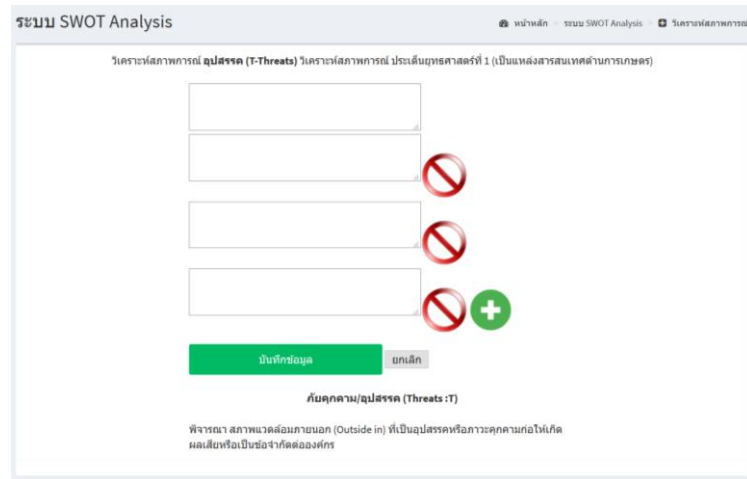 ระบบ SWOT Analysis
หน้าหลัก ระบบ SWOT Analysis วิเคราะห์สภาพการณ์
วิเคราะห์สภาพการณ์ อุปสรรค (T-Threats) วิเคราะห์สภาพการณ์ ประเด็นยุทธศาสตร์ที่ 1 (เป็นแหล่งสารสนเทศด้านการเกษตร)
บันทึกข้อมูล ยกเลิก
ภัยคุกคาม/อุปสรรค (Threats :T)
พิจารณา สภาพแวดล้อมภายนอก (Outside in) ที่เป็นอุปสรรคหรือภาวะคุกคามก่อให้เกิด
ผลเสียหรือเป็นข้อจำกัดต่อองค์กร